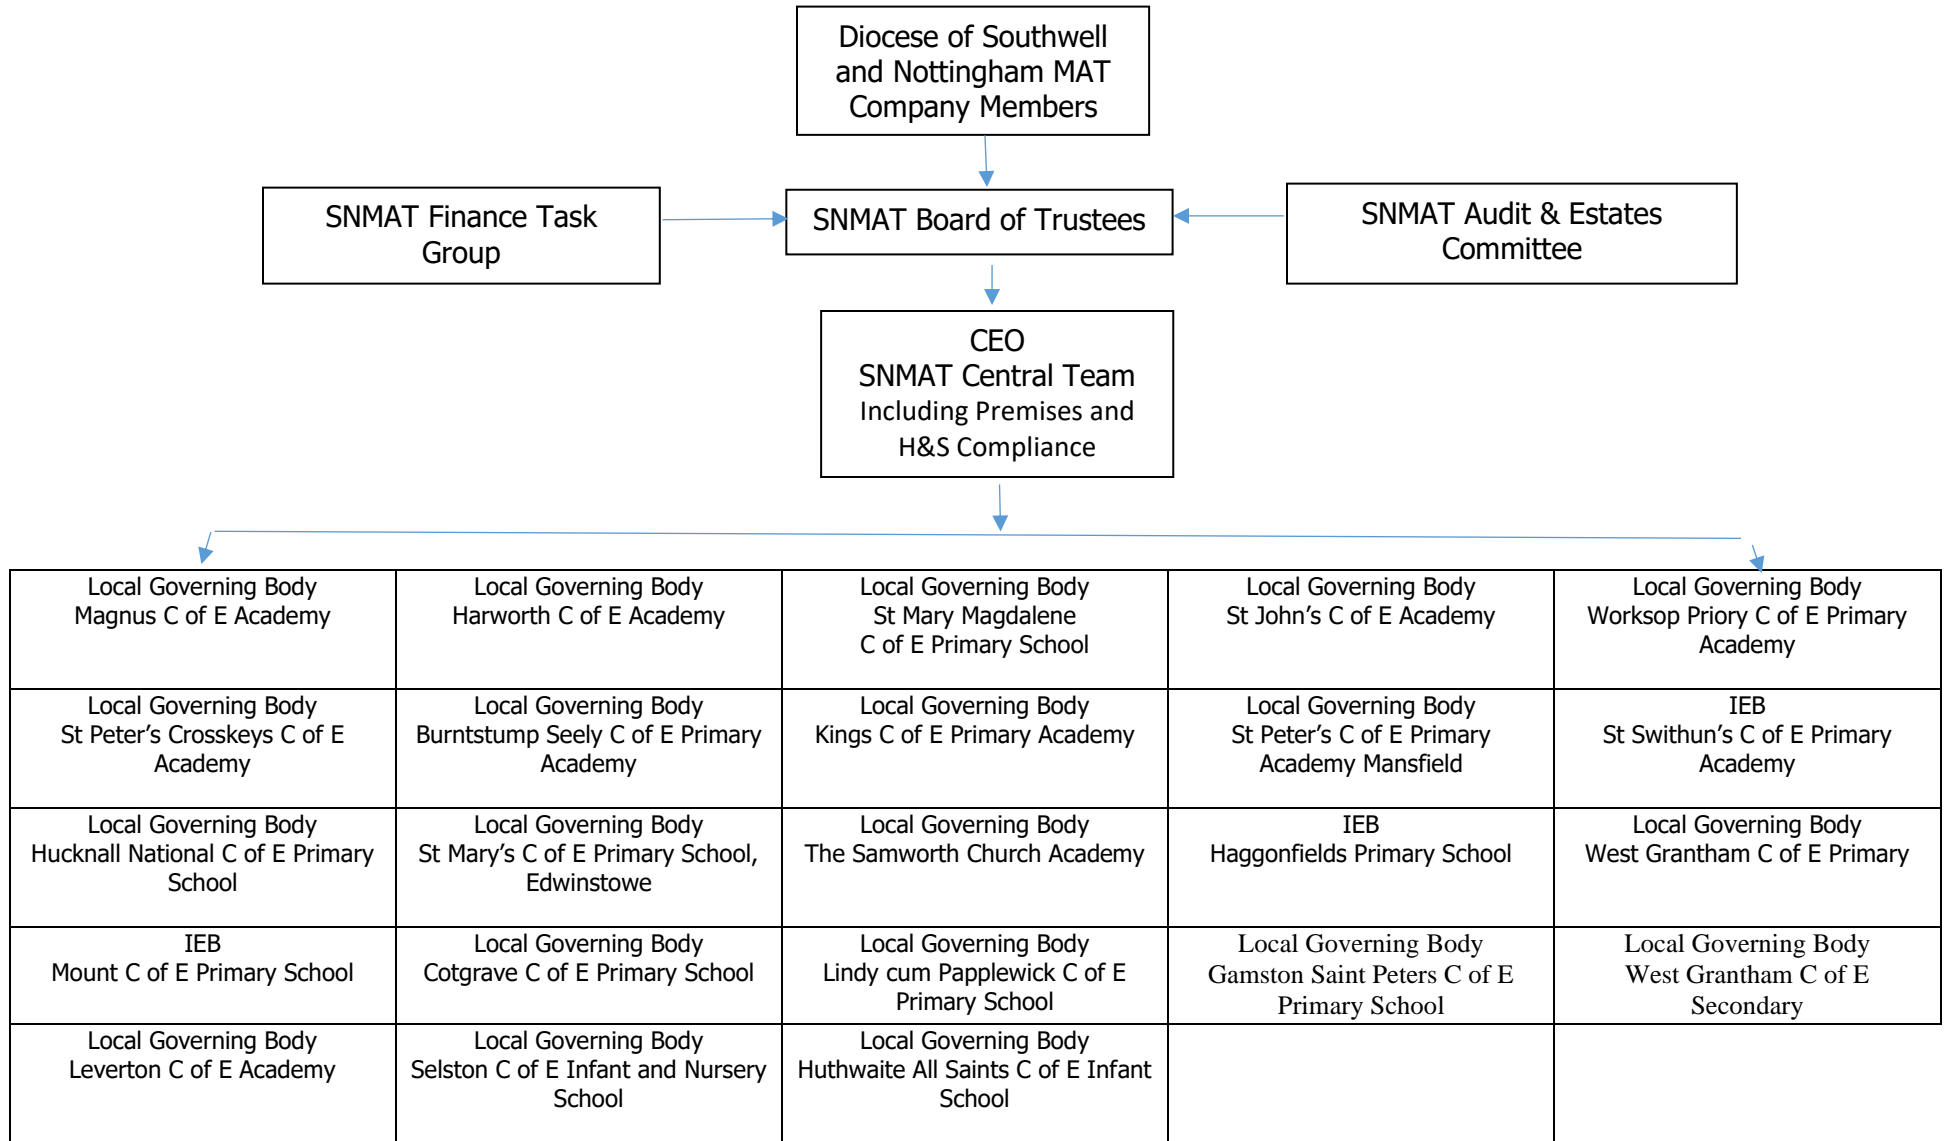 Diocese of Southwell
and Nottingham MAT
Company Members
SNMAT Finance Task
Group
SNMAT Board of Trustees
SNMAT Audit & Estates
Committee
CEO
SNMAT Central Team
Including Premises and
H&S Compliance
Local Governing Body
Magnus C of E Academy
Local Governing Body
Harworth C of E Academy
Local Governing Body
St Mary Magdalene
C of E Primary School
Local Governing Body
St John’s C of E Academy
Local Governing Body
Worksop Priory C of E Primary
Academy
Local Governing Body
St Peter’s Crosskeys C of E
Academy
Local Governing Body
Burntstump Seely C of E Primary
Academy
Local Governing Body
Kings C of E Primary Academy
Local Governing Body
St Peter’s C of E Primary
Academy Mansfield
IEB
St Swithun’s C of E Primary
Academy
Local Governing Body
Hucknall National C of E Primary
School
Local Governing Body
St Mary’s C of E Primary School,
Edwinstowe
Local Governing Body
The Samworth Church Academy
IEB
Haggonfields Primary School
Local Governing Body
West Grantham C of E Primary
IEB
Mount C of E Primary School
Local Governing Body
Cotgrave C of E Primary School
Local Governing Body
Lindy cum Papplewick C of E
Primary School
Local Governing Body
Gamston Saint Peters C of E
Primary School
Local Governing Body
West Grantham C of E
Secondary
Local Governing Body
Leverton C of E Academy
Local Governing Body
Selston C of E Infant and Nursery
School
Local Governing Body
Huthwaite All Saints C of E Infant
School